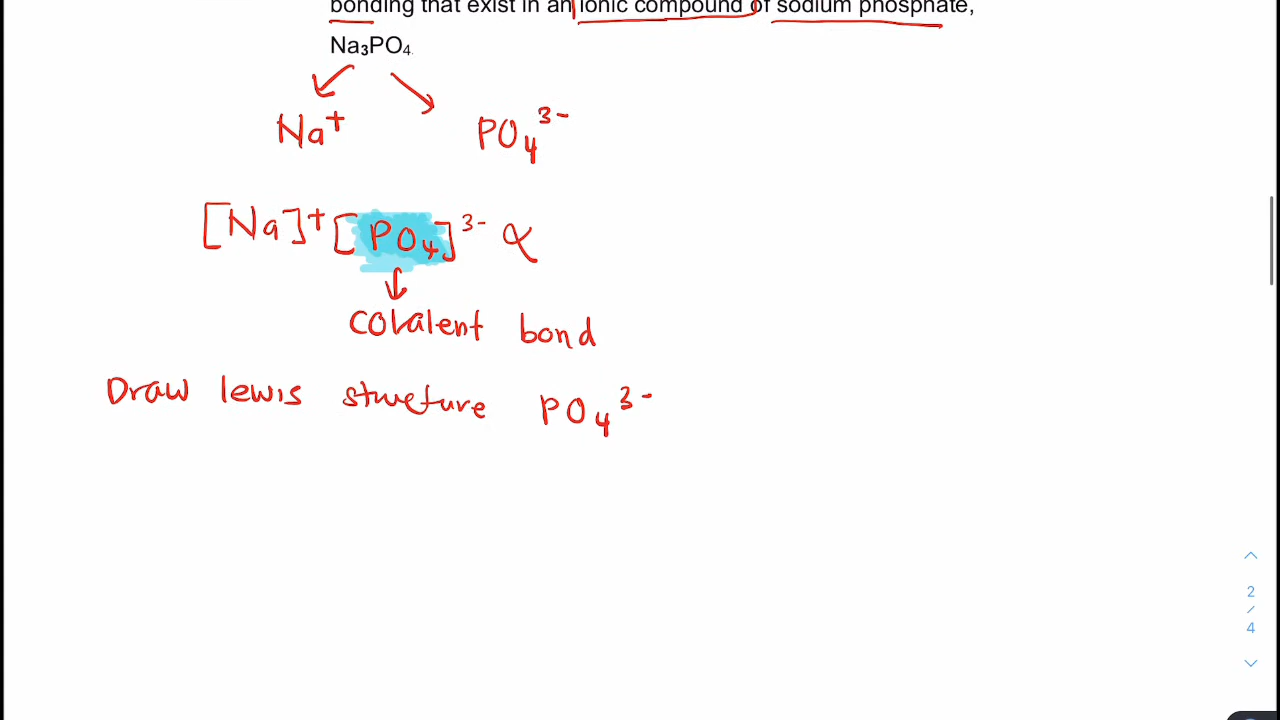 bonding that exist in an ionic compound of sodium phosphate,
Na₃PO₄.
Na⁺ PO₄³⁻
[Na]⁺[PO₄]³⁻
covalent bond
Draw lewis structure PO₄³⁻
2
/
4